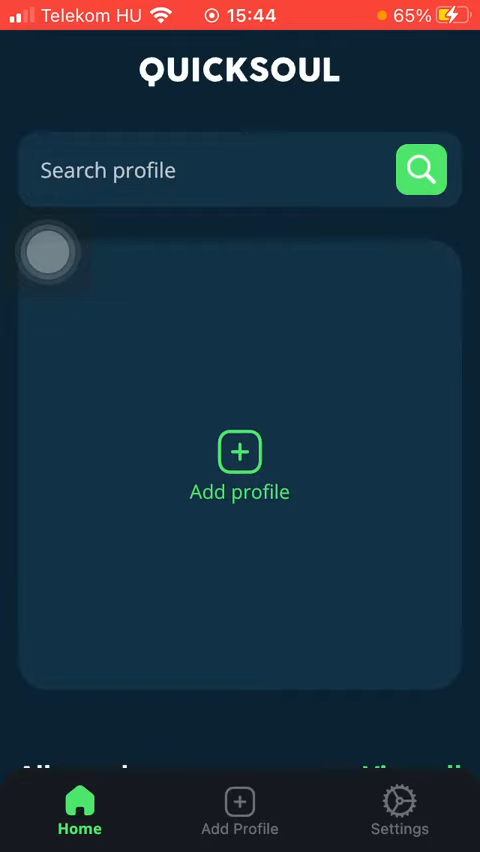 Telekom HU 15:44 65%
QUICKSOUL
Search profile
Add profile
Home
Add Profile
Settings